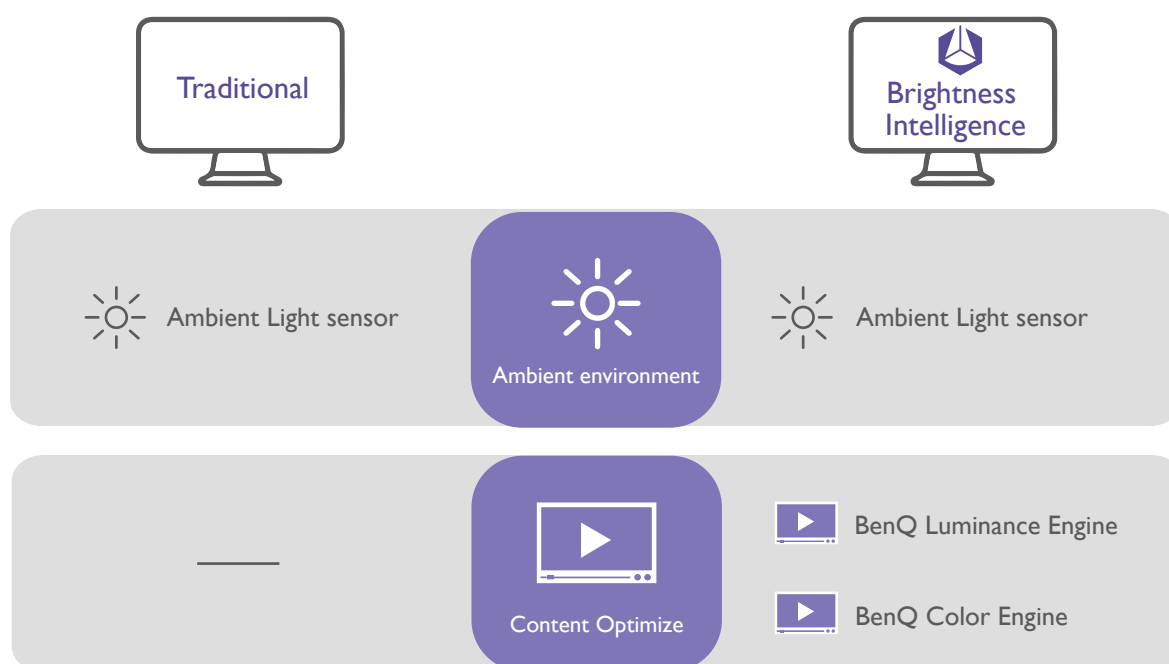 Traditional
Brightness
Intelligence
Ambient Light sensor
Ambient environment
Ambient Light sensor
Content Optimize
BenQ Luminance Engine
BenQ Color Engine